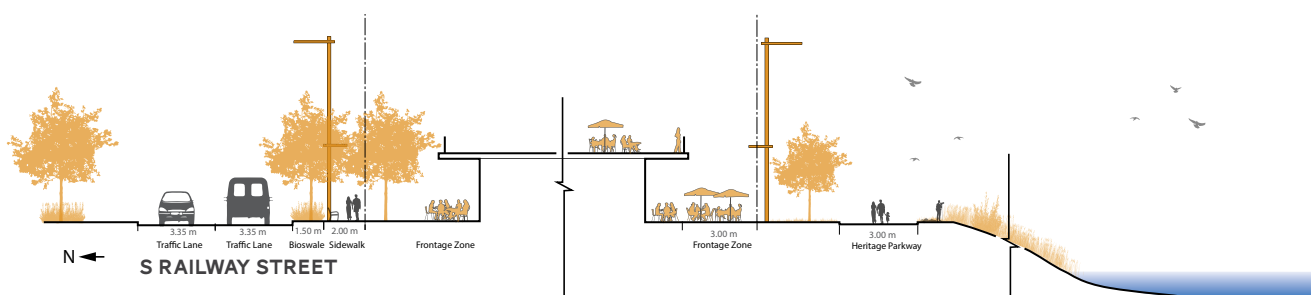 3.35 m 3.35 m 1.50 m 2.00 m 3.00 m 3.00 m
Traffic Lane Traffic Lane Bioswale Sidewalk Frontage Zone Frontage Zone Heritage Parkway
N
S RAILWAY STREET